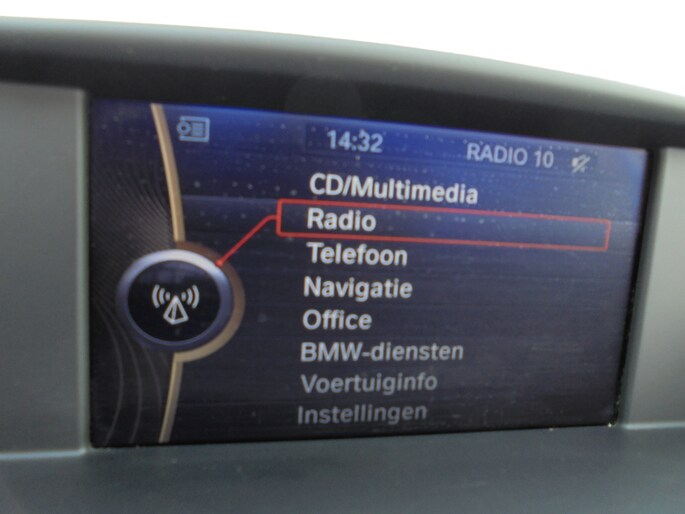 14:32 RADIO 10
CD/Multimedia
Radio
Telefoon
Navigatie
Office
BMW-diensten
Voertuiginfo
Instellingen